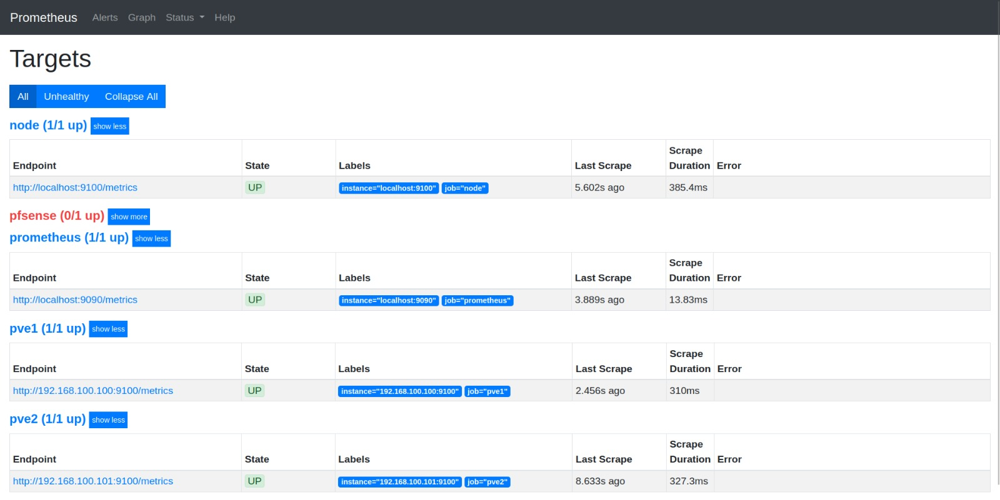 Prometheus Alerts Graph Status Help
Targets
All Unhealthy Collapse All
node (1/1 up) show less
Endpoint State Labels Last Scrape Scrape Duration Error
http://localhost:9100/metrics UP instance="localhost:9100" job="node" 5.602s ago 385.4ms
pfsense (0/1 up) show more
prometheus (1/1 up) show less
Endpoint State Labels Last Scrape Scrape Duration Error
http://localhost:9090/metrics UP instance="localhost:9090" job="prometheus" 3.889s ago 13.83ms
pve1 (1/1 up) show less
Endpoint State Labels Last Scrape Scrape Duration Error
http://192.168.100.100:9100/metrics UP instance="192.168.100.100:9100" job="pve1" 2.456s ago 310ms
pve2 (1/1 up) show less
Endpoint State Labels Last Scrape Scrape Duration Error
http://192.168.100.101:9100/metrics UP instance="192.168.100.101:9100" job="pve2" 8.633s ago 327.3ms